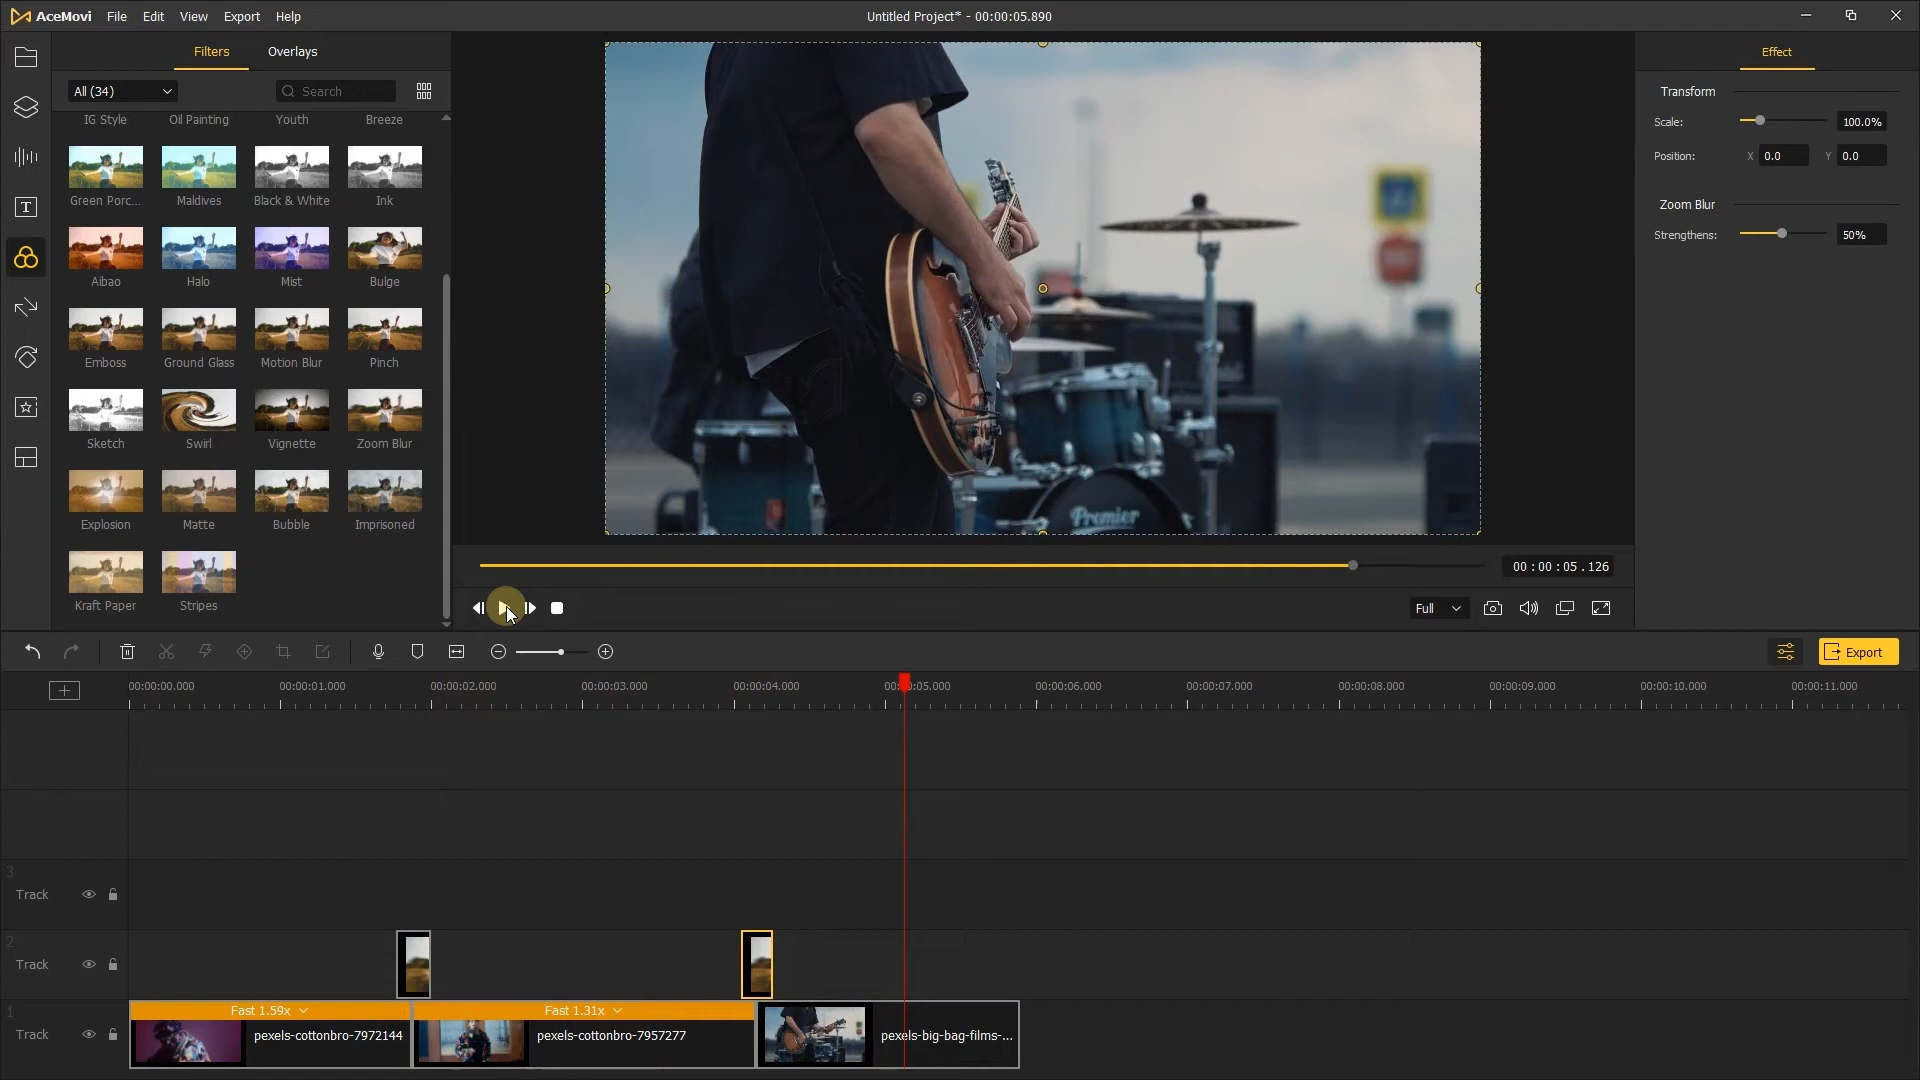 AceMovi File Edit View Export Help
Untitled Project* - 00:00:05.890
Filters Overlays
All (34)
Search
IG Style Oil Painting Youth Breeze
Green Porc... Maldives Black & White Ink
Aibao Halo Mist Bulge
Emboss Ground Glass Motion Blur Pinch
Sketch Swirl Vignette Zoom Blur
Explosion Matte Bubble Imprisoned
Kraft Paper Stripes
Premier
00 : 00 : 05 . 126
Full
Effect
Transform
Scale: 100.0%
Position: X 0.0 Y 0.0
Zoom Blur
Strengthens: 50%
Export
00:00:00.000 00:00:01.000 00:00:02.000 00:00:03.000 00:00:04.000 00:00:05.000 00:00:06.000 00:00:07.000 00:00:08.000 00:00:09.000 00:00:10.000 00:00:11.000
3
Track
2
Track
1
Track
Fast 1.59x Fast 1.31x
pexels-cottonbro-7972144 pexels-cottonbro-7957277 pexels-big-bag-films-...